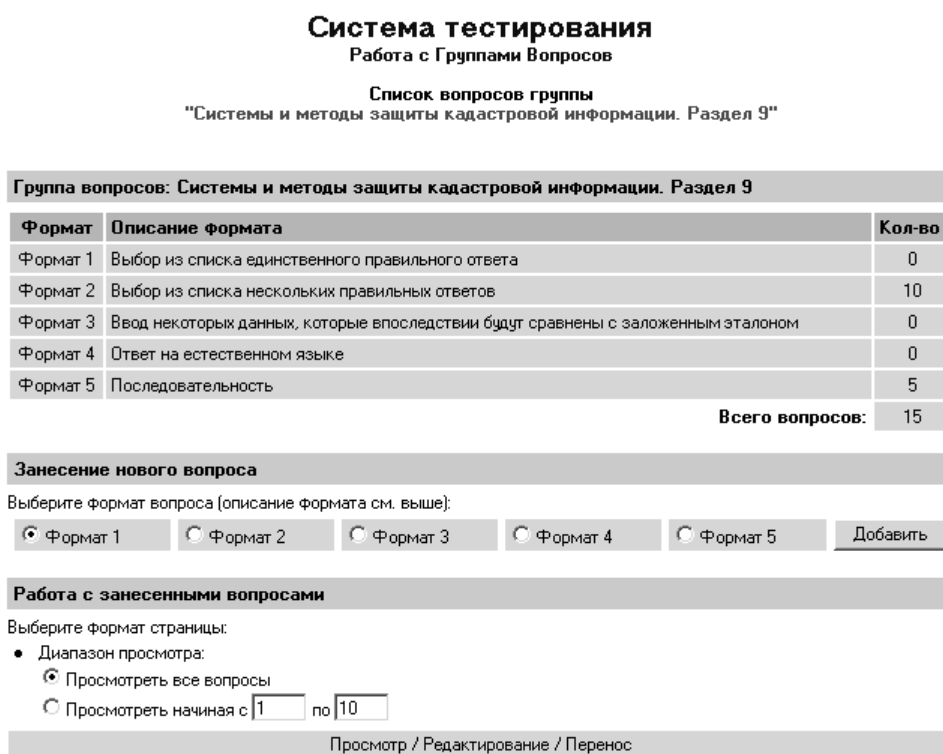 Система тестирования
Работа с Группами Вопросов
Список вопросов группы
"Системы и методы защиты кадастровой информации. Раздел 9"
Группа вопросов: Системы и методы защиты кадастровой информации. Раздел 9
Формат Описание формата Кол-во
Формат 1 Выбор из списка единственного правильного ответа 0
Формат 2 Выбор из списка нескольких правильных ответов 10
Формат 3 Ввод некоторых данных, которые впоследствии будут сравнены с заложенным эталоном 0
Формат 4 Ответ на естественном языке 0
Формат 5 Последовательность 5
Всего вопросов: 15
Занесение нового вопроса
Выберите формат вопроса (описание формата см. выше):
Формат 1 Формат 2 Формат 3 Формат 4 Формат 5 Добавить
Работа с занесенными вопросами
Выберите формат страницы:
• Диапазон просмотра:
Просмотреть все вопросы
Просмотреть начиная с 1 по 10
Просмотр / Редактирование / Перенос